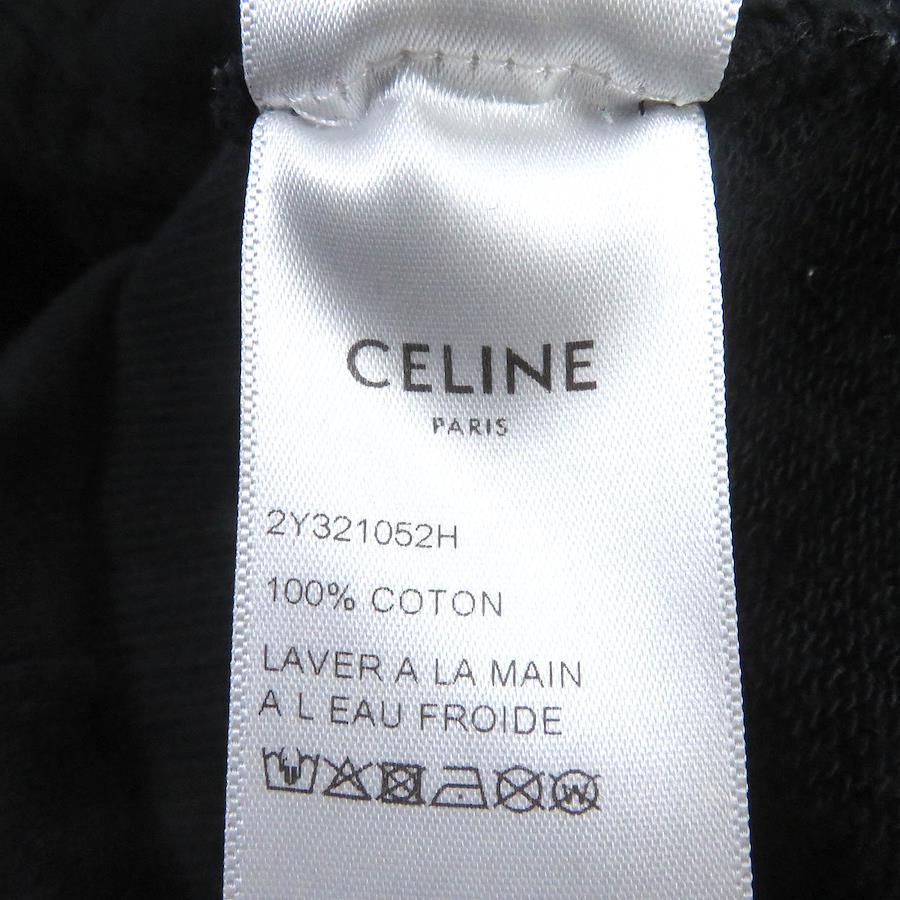 CELINE
PARIS
2Y321052H
100% COTON
LAVER A LA MAIN
A L EAU FROIDE
W